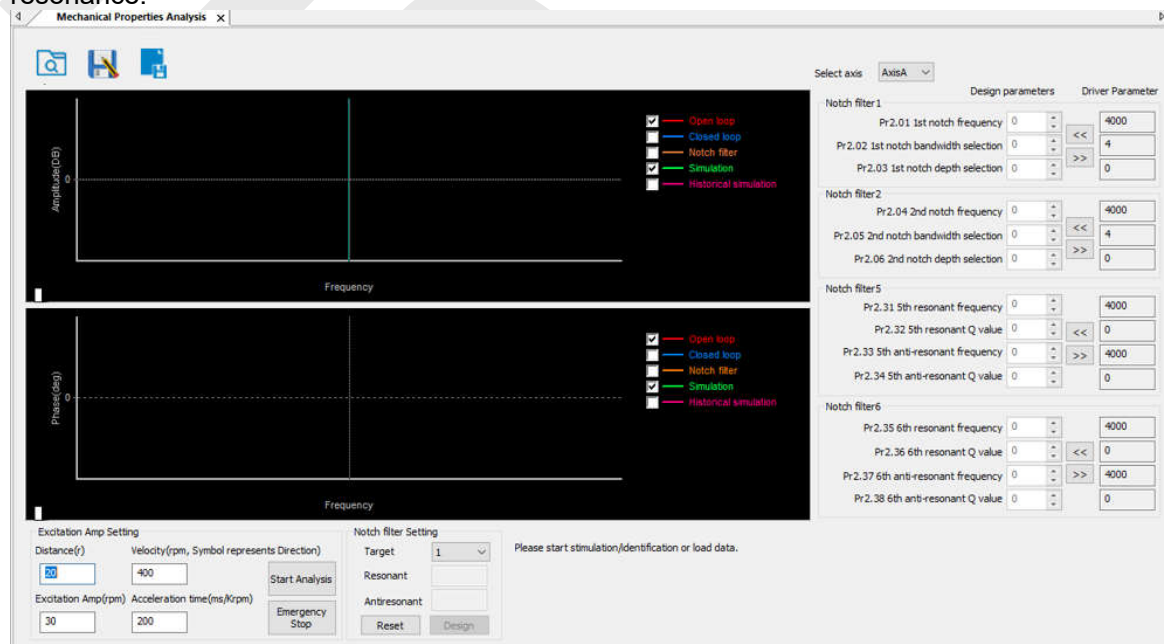 resonance.
Mechanical Properties Analysis x
Select axis AxisA
Design parameters Driver Parameter
Notch filter1
Pr2.01 1st notch frequency 0 4000
<<
Pr2.02 1st notch bandwidth selection 0 4
>>
Pr2.03 1st notch depth selection 0 0
Notch filter2
Pr2.04 2nd notch frequency 0 4000
<<
Pr2.05 2nd notch bandwidth selection 0 4
>>
Pr2.06 2nd notch depth selection 0 0
Notch filter5
Pr2.31 5th resonant frequency 0 4000
Pr2.32 5th resonant Q value 0 << 0
Pr2.33 5th anti-resonant frequency 0 >> 4000
Pr2.34 5th anti-resonant Q value 0 0
Notch filter6
Pr2.35 6th resonant frequency 0 4000
Pr2.36 6th resonant Q value 0 << 0
Pr2.37 6th anti-resonant frequency 0 >> 4000
Pr2.38 6th anti-resonant Q value 0 0
Amplitude(DB)
0
Open loop
Closed loop
Notch filter
Simulation
Historical simulation
Frequency
Phase(deg)
0
Open loop
Closed loop
Notch filter
Simulation
Historical simulation
Frequency
Excitation Amp Setting
Distance(r) Velocity(rpm, Symbol represents Direction)
20 400 Start Analysis
Excitation Amp(rpm) Acceleration time(ms/Krpm)
30 200 Emergency Stop
Notch filter Setting
Target 1
Resonant
Antiresonant
Reset Design
Please start stimulation/identification or load data.